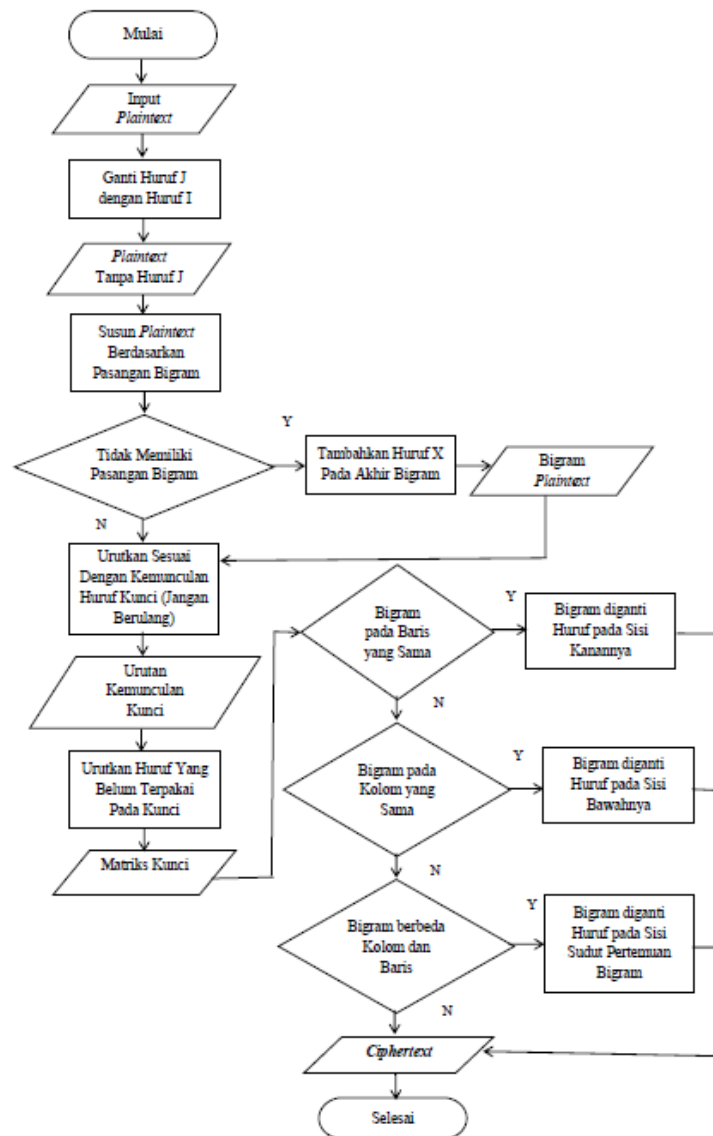 Mulai
Input
Plaintext
Ganti Huruf J
dengan Huruf I
Plaintext
Tanpa Huruf J
Susun Plaintext
Berdasarkan
Pasangan Bigram
Tidak Memiliki
Pasangan Bigram
Y
Tambahkan Huruf X
Pada Akhir Bigram
Bigram
Plaintext
N
Urutkan Sesuai
Dengan Kemunculan
Huruf Kunci (Jangan
Berulang)
Urutan
Kemunculan
Kunci
Urutkan Huruf Yang
Belum Terpakai
Pada Kunci
Matriks Kunci
Bigram
pada Baris
yang Sama
Y
Bigram diganti
Huruf pada Sisi
Kanannya
N
Bigram pada
Kolom yang
Sama
Y
Bigram diganti
Huruf pada Sisi
Bawahnya
N
Bigram berbeda
Kolom dan
Baris
Y
Bigram diganti
Huruf pada Sisi
Sudut Pertemuan
Bigram
N
Ciphertext
Selesai